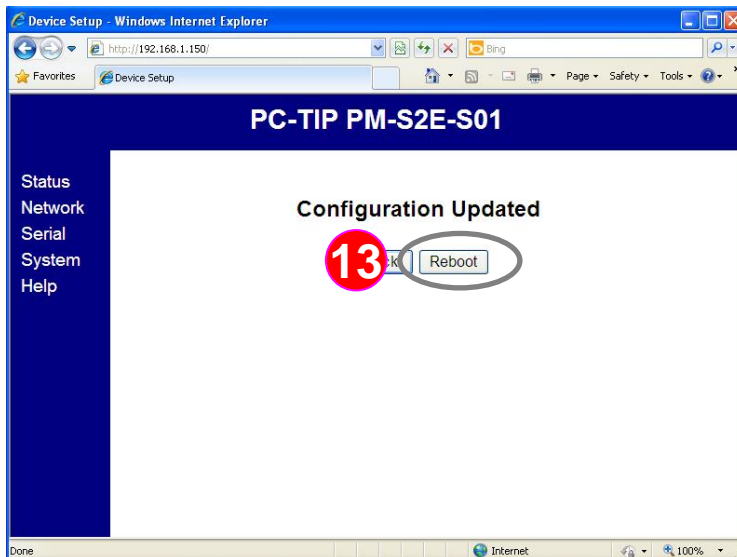 Device Setup - Windows Internet Explorer
http://192.168.1.150/
Bing
Favorites
Device Setup
Page
Safety
Tools
PC-TIP PM-S2E-S01
Status
Network
Serial
System
Help
Configuration Updated
13
Reboot
Done
Internet
100%